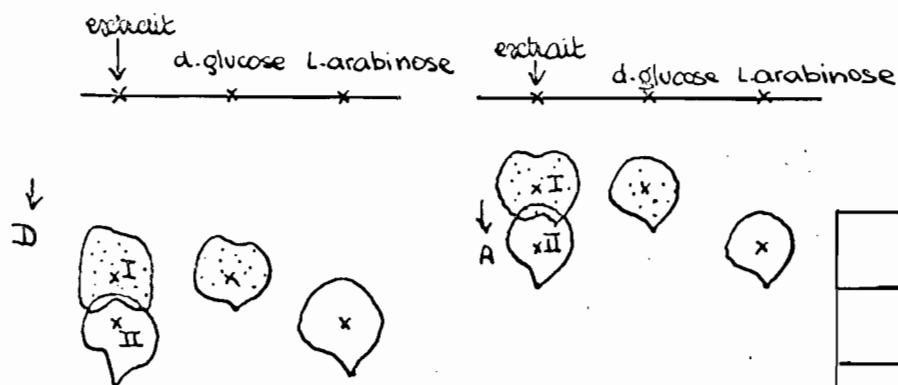 extrait
d.glucose L.arabinose
D
I
II
extrait
d.glucose L.arabinose
A
I
II